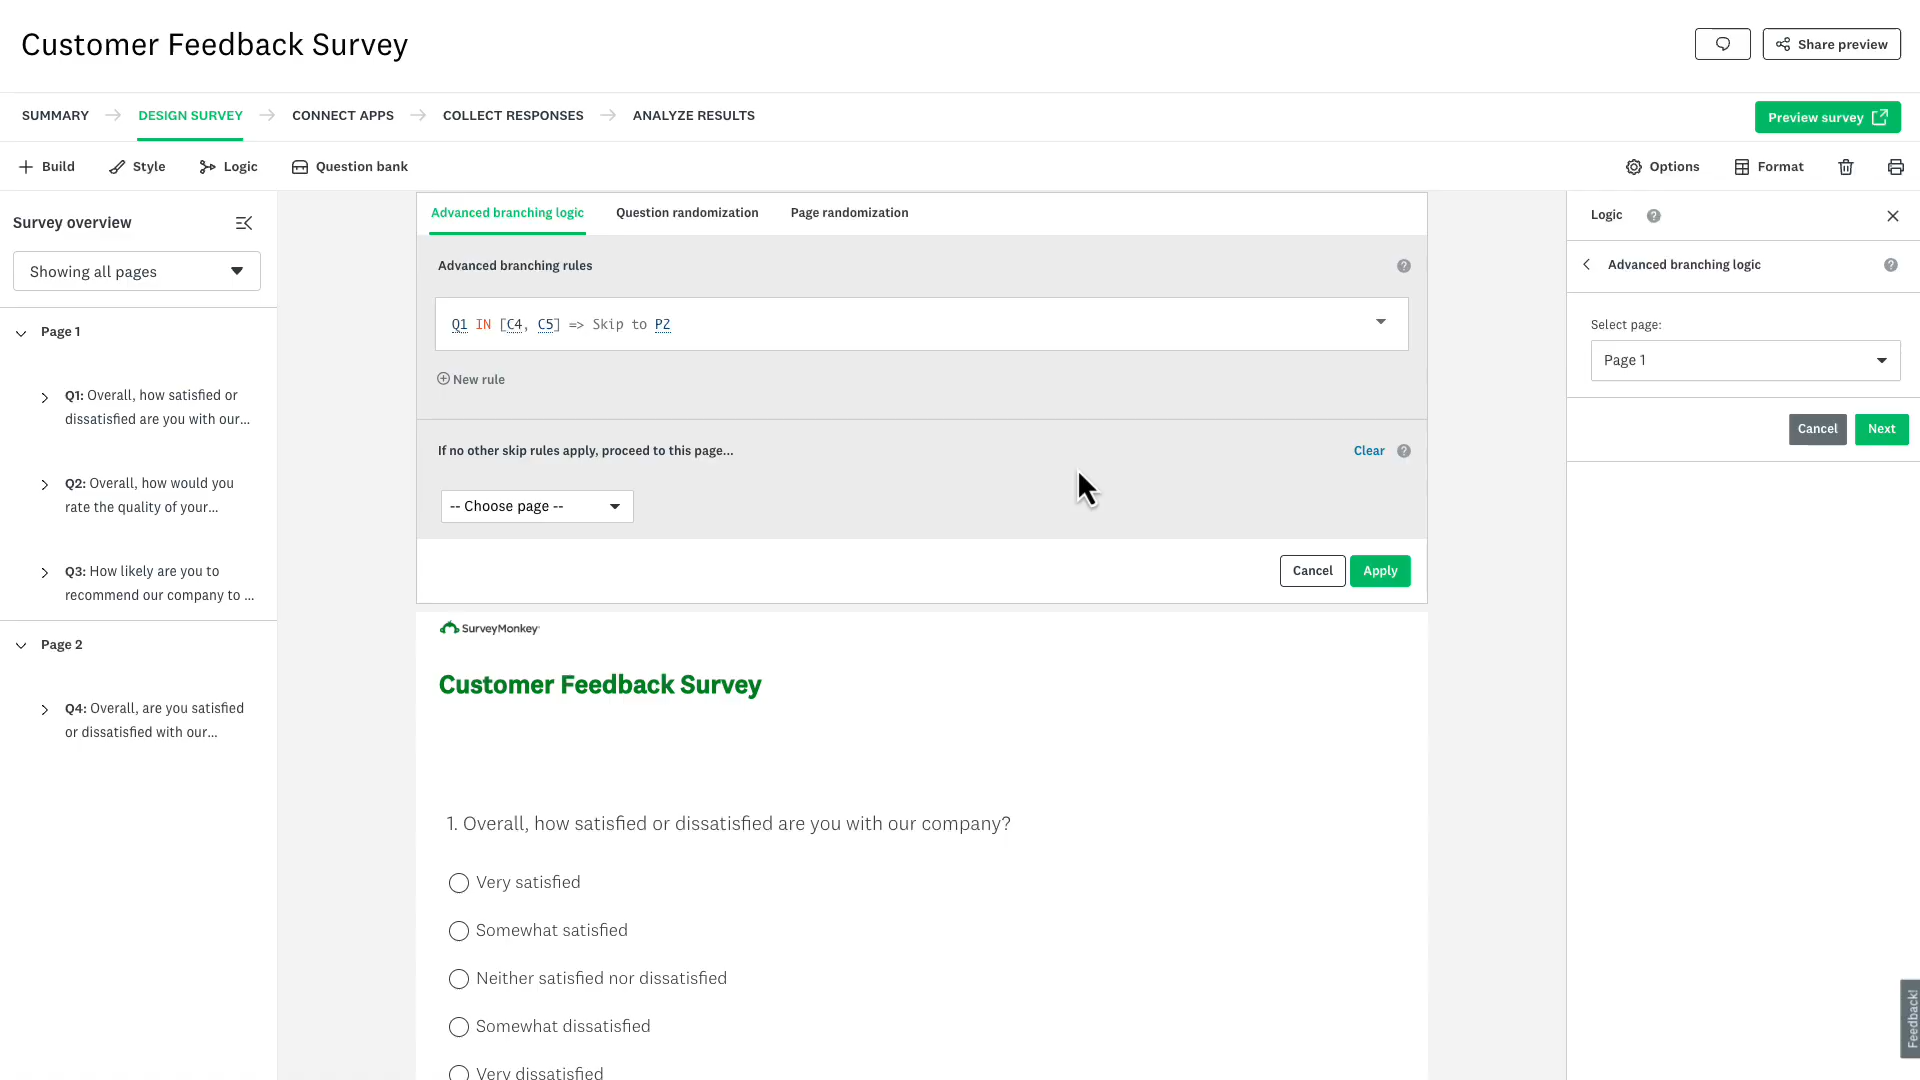 Customer Feedback Survey
Share preview
SUMMARY
DESIGN SURVEY
CONNECT APPS
COLLECT RESPONSES
ANALYZE RESULTS
Preview survey
Build
Style
Logic
Question bank
Options
Format
Survey overview
Showing all pages
Page 1
Q1: Overall, how satisfied or
dissatisfied are you with our...
Q2: Overall, how would you
rate the quality of your...
Q3: How likely are you to
recommend our company to ...
Page 2
Q4: Overall, are you satisfied
or dissatisfied with our...
Advanced branching logic
Question randomization
Page randomization
Advanced branching rules
?
Q1 IN [C4, C5] => Skip to P2
New rule
If no other skip rules apply, proceed to this page...
Clear
?
-- Choose page --
Cancel
Apply
SurveyMonkey
Customer Feedback Survey
1. Overall, how satisfied or dissatisfied are you with our company?
Very satisfied
Somewhat satisfied
Neither satisfied nor dissatisfied
Somewhat dissatisfied
Very dissatisfied
Logic
?
Advanced branching logic
?
Select page:
Page 1
Cancel
Next
Feedback!